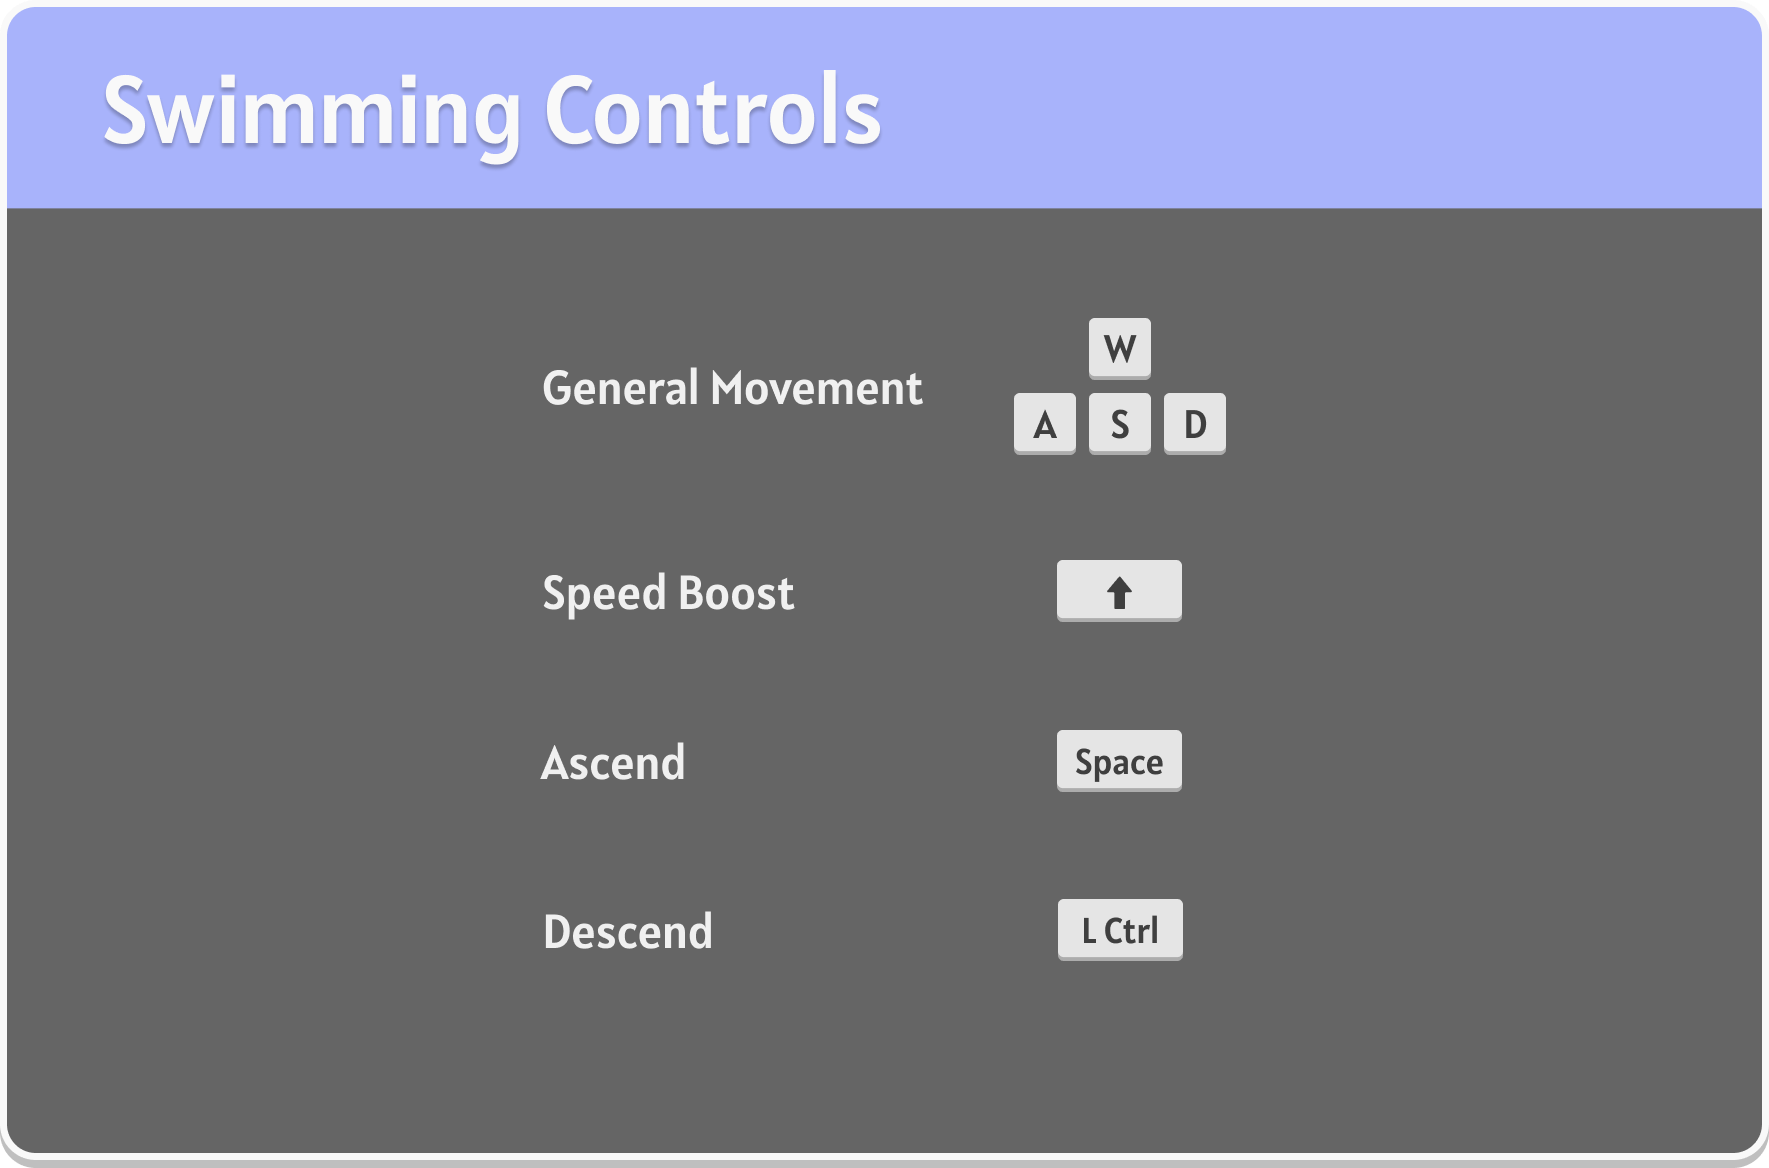 Swimming Controls
General Movement
W
A S D
Speed Boost
Ascend
Space
Descend
L Ctrl